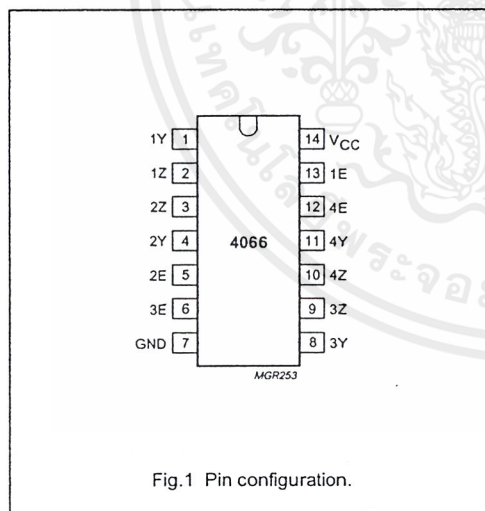 1Y 1 14 VCC
1Z 2 13 1E
2Z 3 12 4E
2Y 4 4066 11 4Y
2E 5 10 4Z
3E 6 9 3Z
GND 7 8 3Y
MGR253
Fig.1 Pin configuration.